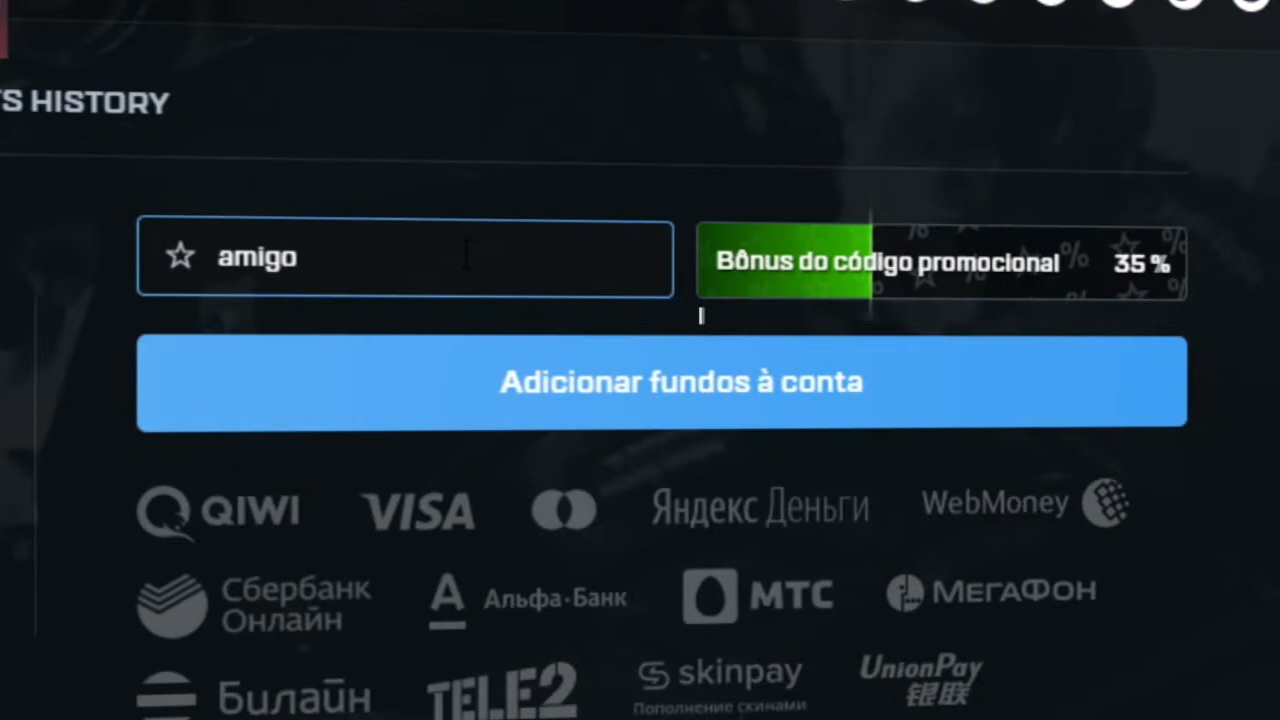 TS HISTORY
amigo
Bônus do código promocional 35 %
Adicionar fundos à conta
QIWI VISA Яндекс Деньги WebMoney
Сбербанк Онлайн Альфа-Банк МТС МЕГАФОН
Билайн TELE2 skinpay UnionPay
Пополнение скинами 银联